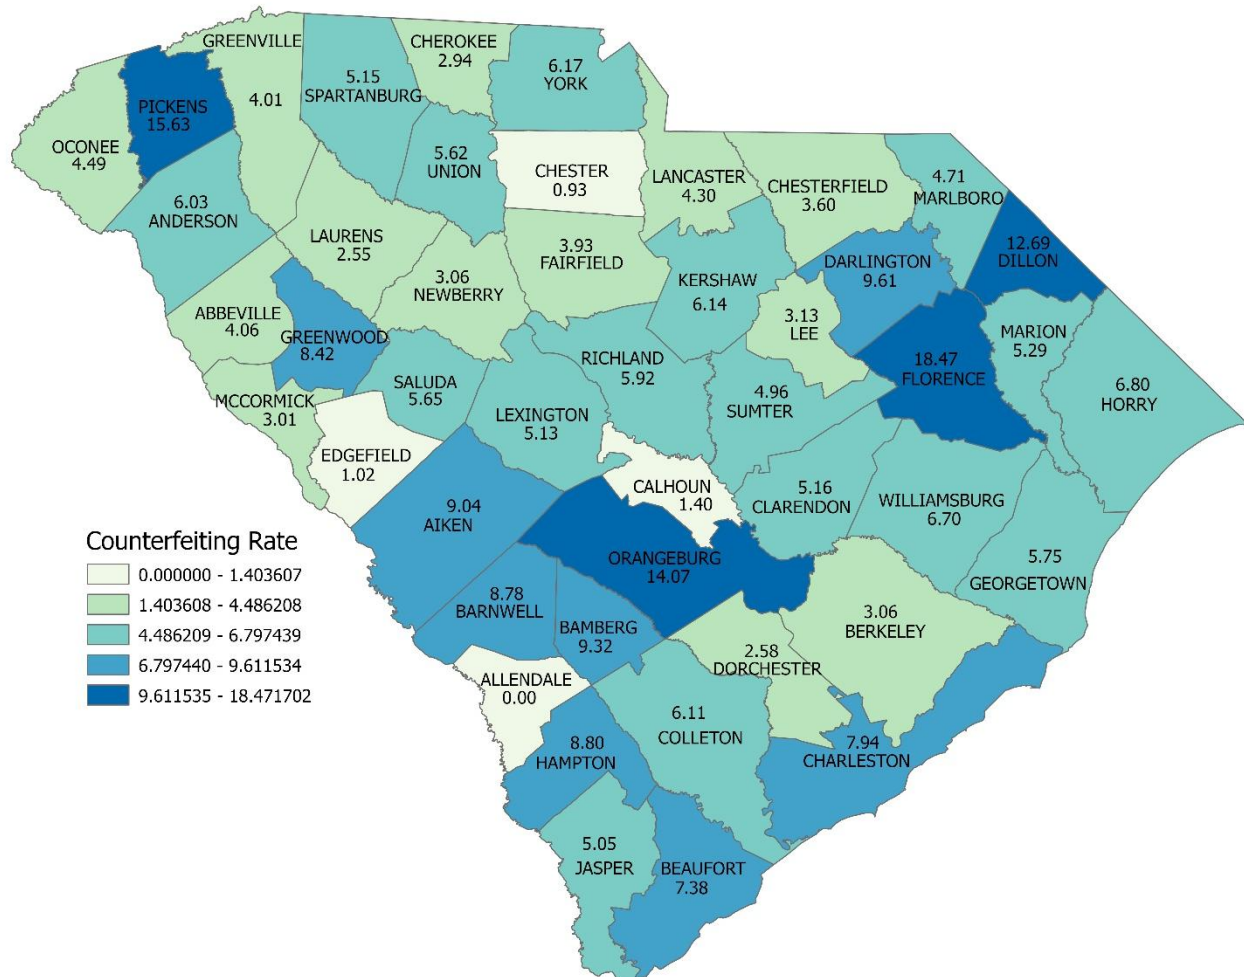 GREENVILLE
4.01
CHEROKEE
2.94
5.15
SPARTANBURG
6.17
YORK
PICKENS
15.63
OCONEE
4.49
5.62
UNION
CHESTER
0.93
LANCASTER
4.30
CHESTERFIELD
3.60
4.71
MARLBORO
6.03
ANDERSON
LAURENS
2.55
3.93
FAIRFIELD
12.69
DILLON
3.06
NEWBERRY
KERSHAW
6.14
DARLINGTON
9.61
ABBEVILLE
4.06
GREENWOOD
8.42
3.13
LEE
MARION
5.29
RICHLAND
5.92
18.47
FLORENCE
6.80
HORRY
SALUDA
5.65
MCCORMICK
3.01
LEXINGTON
5.13
4.96
SUMTER
EDGEFIELD
1.02
CALHOUN
1.40
5.16
CLARENDON
WILLIAMSBURG
6.70
9.04
AIKEN
5.75
GEORGETOWN
ORANGEBURG
14.07
8.78
BARNWELL
BAMBERG
9.32
3.06
BERKELEY
2.58
DORCHESTER
ALLENDALE
0.00
6.11
COLLETON
8.80
HAMPTON
7.94
CHARLESTON
5.05
JASPER
BEAUFORT
7.38
Counterfeiting Rate
0.000000 - 1.403607
1.403608 - 4.486208
4.486209 - 6.797439
6.797440 - 9.611534
9.611535 - 18.471702